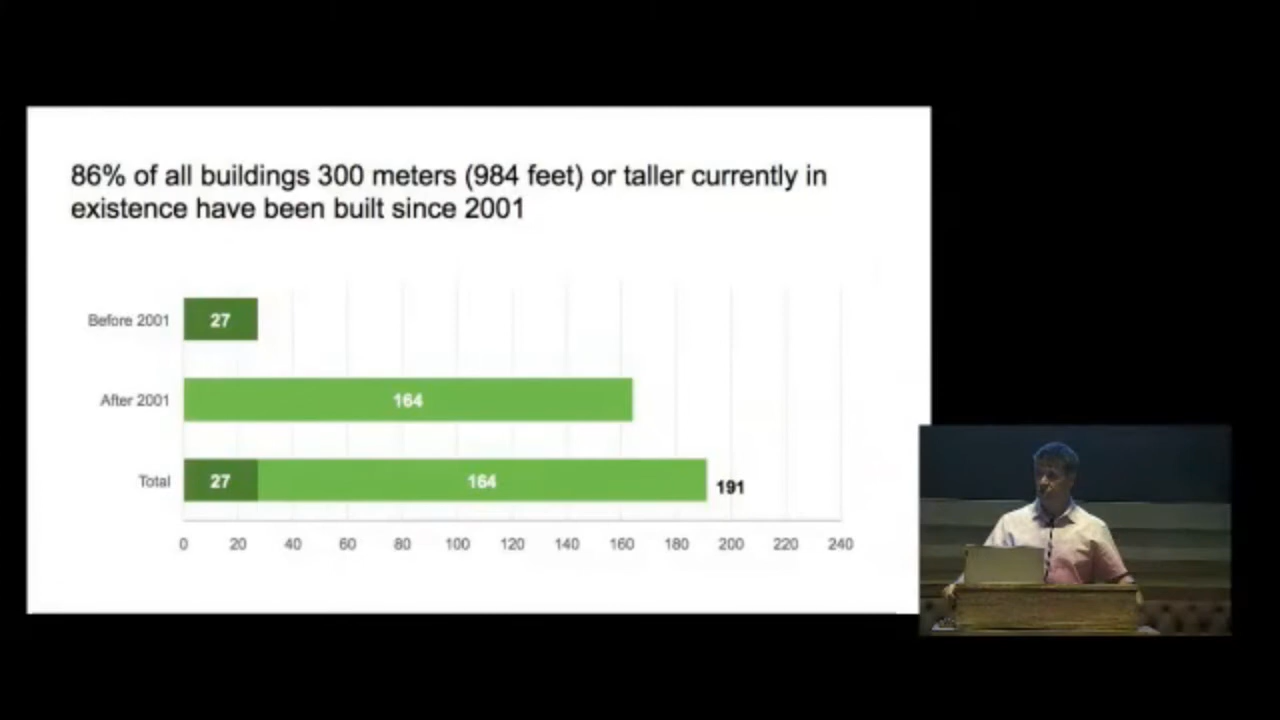 86% of all buildings 300 meters (984 feet) or taller currently in
existence have been built since 2001
Before 2001
27
After 2001
164
Total
27
164
191
0 20 40 60 80 100 120 140 160 180 200 220 240